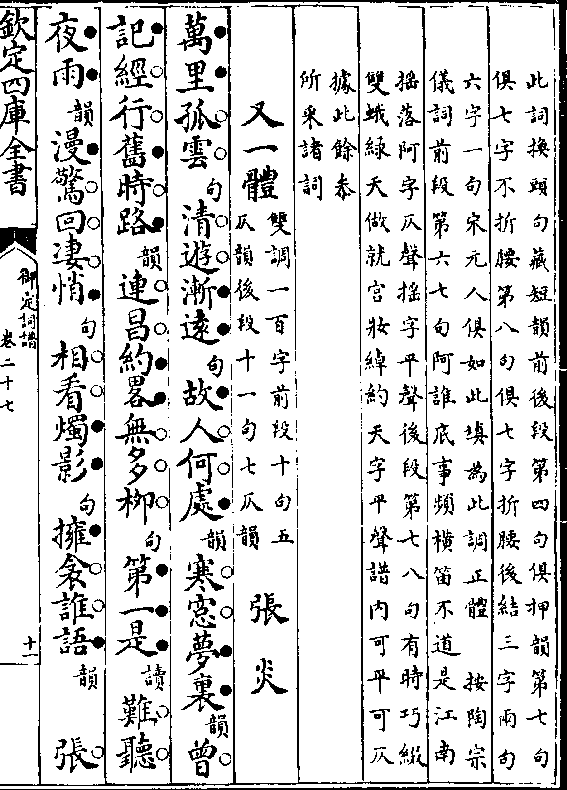 此詞換頭句藏短韻前後段第四句俱押韻第七句
俱七字不折腰第八句俱七字折腰後結三字兩句
六字一句宋元人俱如此填為此調正體　按陶宗
儀詞前段第六七句阿誰底事頻橫笛不道是江南
揺落阿字仄聲揺字平聲後段第七八句有時巧綴
雙蛾緑天做就宫妝綽約天字平聲譜内可平可仄
據此餘叅
所采諸詞
又一體　雙調一百字前段十句五
仄韻後段十一句七仄韻　張炎
萬里孤雲句清遊漸遠句故人何處韻寒窓夢裏韻曾
記經行舊時路韻連昌約畧無多栁句第一是讀難聽
夜雨韻漫驚回淒悄句相看燭影句擁衾誰語韻　張
欽定四庫全書
御定詞譜
卷二十七
十一